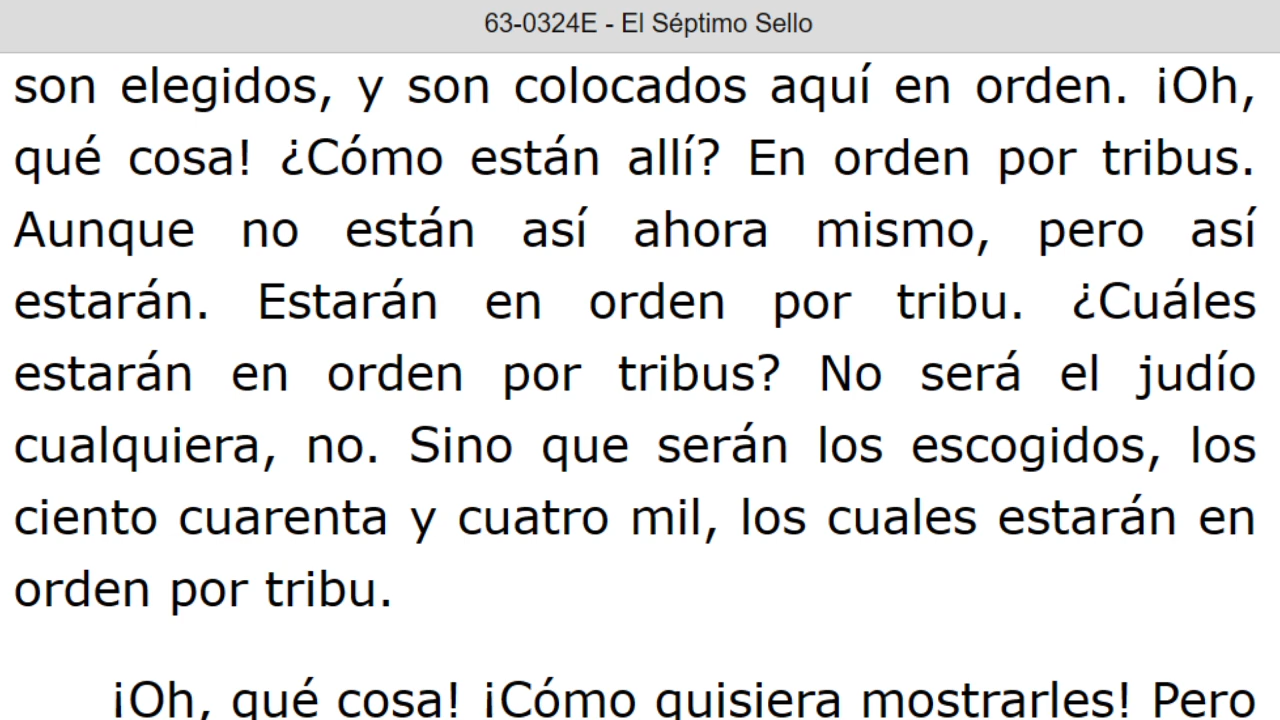 63-0324E - El Séptimo Sello
son elegidos, y son colocados aquí en orden. ¡Oh,
qué cosa! ¿Cómo están allí? En orden por tribus.
Aunque no están así ahora mismo, pero así
estarán. Estarán en orden por tribu. ¿Cuáles
estarán en orden por tribus? No será el judío
cualquiera, no. Sino que serán los escogidos, los
ciento cuarenta y cuatro mil, los cuales estarán en
orden por tribu.
¡Oh, qué cosa! ¡Cómo quisiera mostrarles! Pero